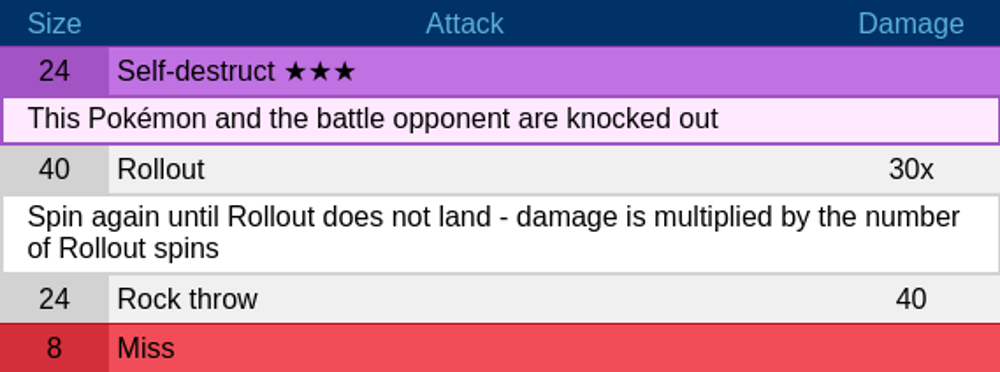 Size Attack Damage
24 Self-destruct ★★★
This Pokémon and the battle opponent are knocked out
40 Rollout 30x
Spin again until Rollout does not land - damage is multiplied by the number
of Rollout spins
24 Rock throw 40
8 Miss